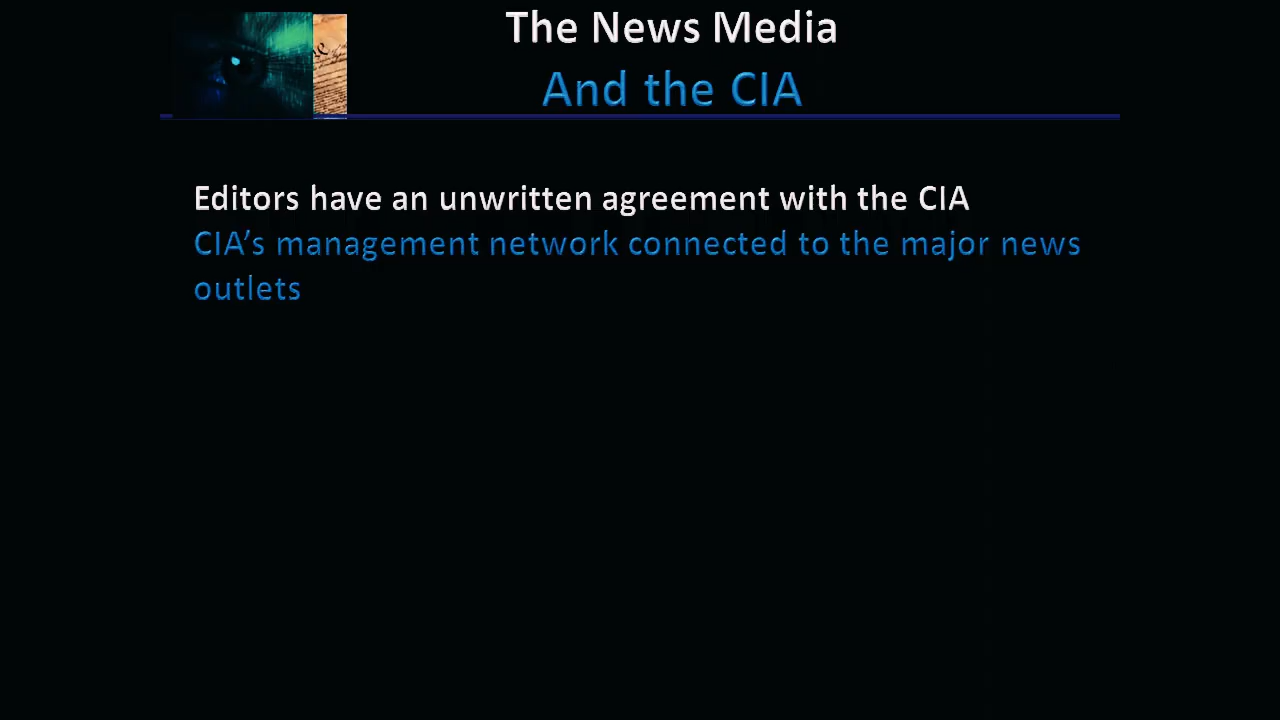 The News Media
And the CIA
Editors have an unwritten agreement with the CIA
CIA’s management network connected to the major news
outlets